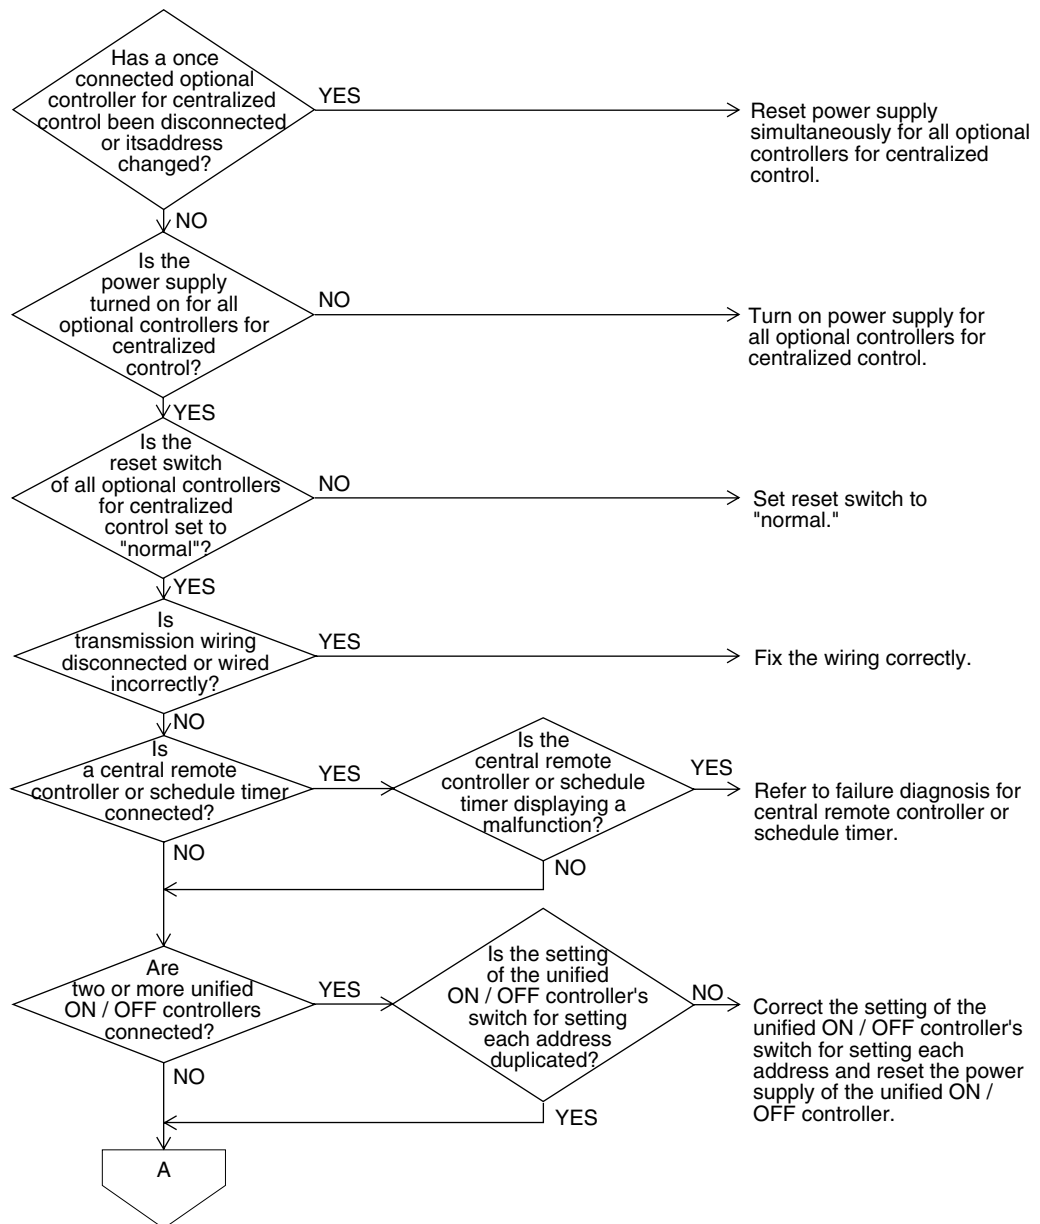 Has a once
connected optional
controller for centralized
control been disconnected
or itsaddress
changed?
YES
Reset power supply
simultaneously for all optional
controllers for centralized
control.
NO
Is the
power supply
turned on for all
optional controllers for
centralized
control?
NO
Turn on power supply for
all optional controllers for
centralized control.
YES
Is the
reset switch
of all optional controllers
for centralized
control set to
"normal"?
NO
Set reset switch to
"normal."
YES
Is
transmission wiring
disconnected or wired
incorrectly?
YES
Fix the wiring correctly.
NO
Is
a central remote
controller or schedule timer
connected?
YES
Is the
central remote
controller or schedule
timer displaying a
malfunction?
YES
Refer to failure diagnosis for
central remote controller or
schedule timer.
NO
NO
Are
two or more unified
ON / OFF controllers
connected?
YES
Is the setting
of the unified
ON / OFF controller's
switch for setting
each address
duplicated?
NO
Correct the setting of the
unified ON / OFF controller's
switch for setting each
address and reset the power
supply of the unified ON /
OFF controller.
NO
YES
A